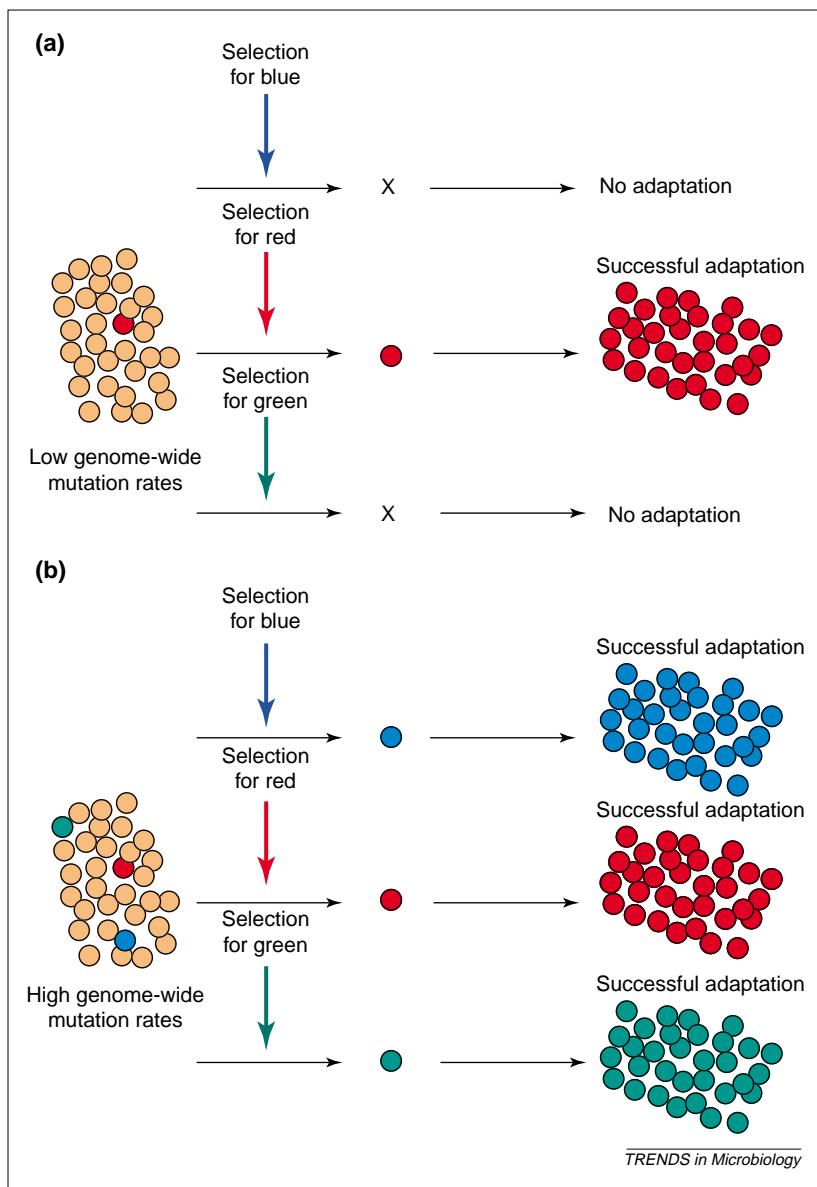 (a)
Selection
for blue
X
No adaptation
Selection
for red
Successful adaptation
Selection
for green
Low genome-wide
mutation rates
X
No adaptation
(b)
Selection
for blue
Successful adaptation
Selection
for red
Successful adaptation
Selection
for green
High genome-wide
mutation rates
Successful adaptation
TRENDS in Microbiology